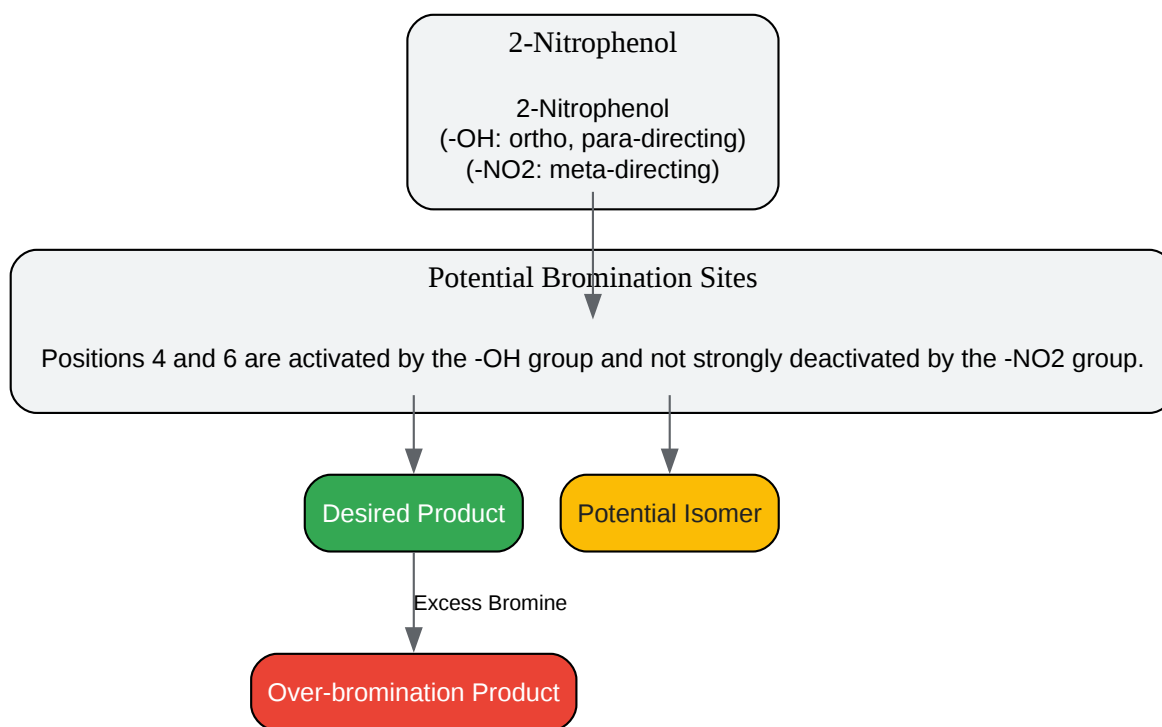 2-Nitrophenol
2-Nitrophenol
(-OH: ortho, para-directing)
(-NO2: meta-directing)
Potential Bromination Sites
Positions 4 and 6 are activated by the -OH group and not strongly deactivated by the -NO2 group.
Desired Product
Potential Isomer
Excess Bromine
Over-bromination Product